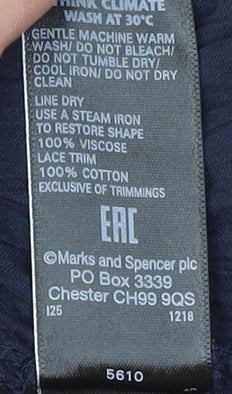 THINK CLIMATE
WASH AT 30°C
GENTLE MACHINE WARM
WASH/ DO NOT BLEACH/
DO NOT TUMBLE DRY/
COOL IRON/ DO NOT DRY
CLEAN
LINE DRY
USE A STEAM IRON
TO RESTORE SHAPE
100% VISCOSE
LACE TRIM
100% COTTON
EXCLUSIVE OF TRIMMINGS
EAC
©Marks and Spencer plc
PO Box 3339
Chester CH99 9QS
I25 1218
5610